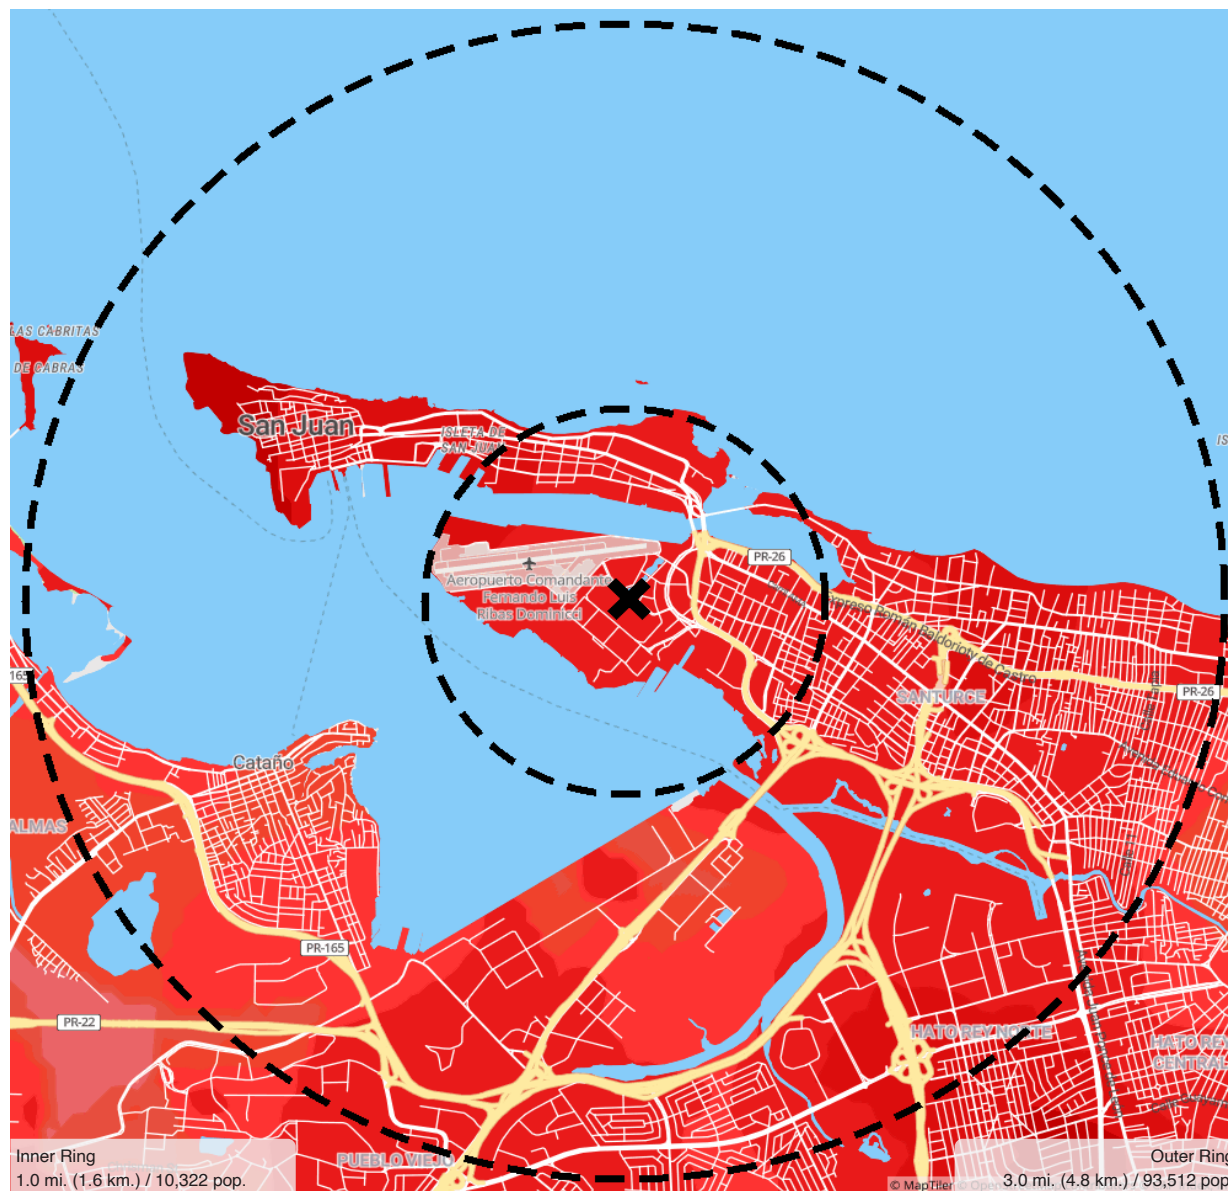 LAS CABRITAS
DE CABRAS
San Juan
ISLETA DE
SAN JUAN
IS
PR-26
Aeropuerto Comandante
Fernando Luis
Ribas Dominicci
Expreso Román Baldorioty de Castro
165
SANTURCE
PR-26
Cataño
ALMAS
PR-165
PR-22
HATO REY NORTE
HATO REY
CENTRAL
PUEBLO VIEJO
Inner Ring
1.0 mi. (1.6 km.) / 10,322 pop.
Outer Ring
3.0 mi. (4.8 km.) / 93,512 pop
© MapTiler